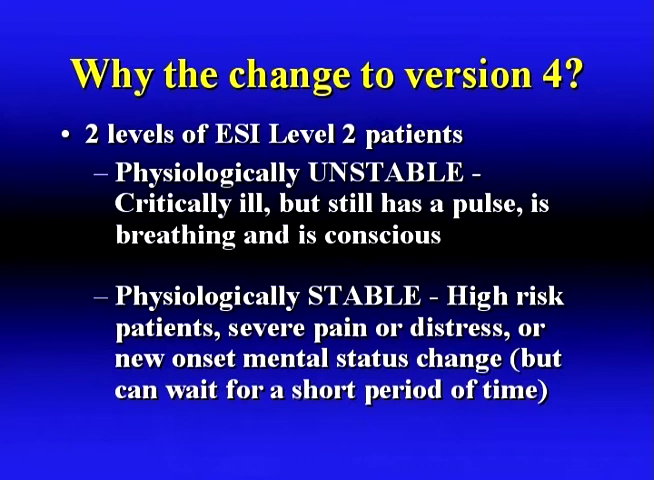 Why the change to version 4?
• 2 levels of ESI Level 2 patients
– Physiologically UNSTABLE -
Critically ill, but still has a pulse, is
breathing and is conscious
– Physiologically STABLE - High risk
patients, severe pain or distress, or
new onset mental status change (but
can wait for a short period of time)